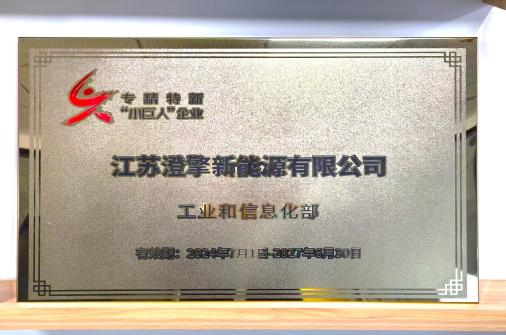 专精特新
“小巨人”企业
江苏澄擎新能源有限公司
工业和信息化部
有效期：2024年7月1日-2027年6月30日